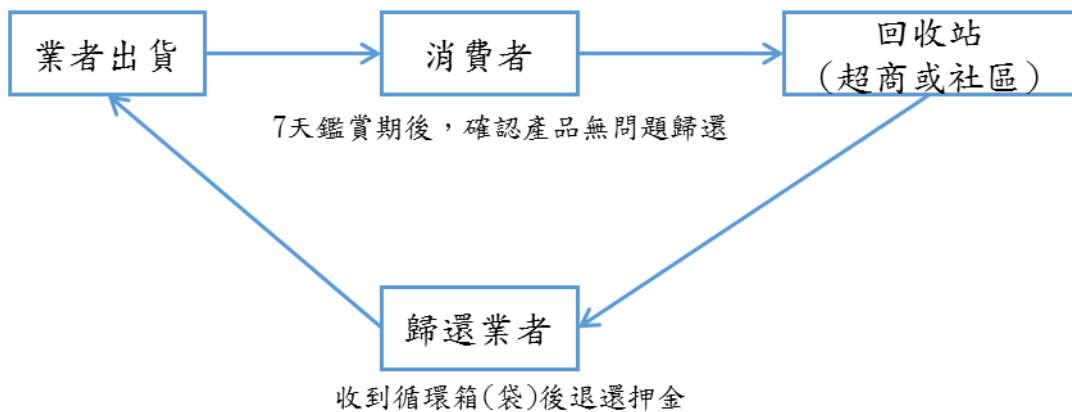 業者出貨
消費者
回收站
(超商或社區)
7天鑑賞期後，確認產品無問題歸還
歸還業者
收到循環箱(袋)後退還押金